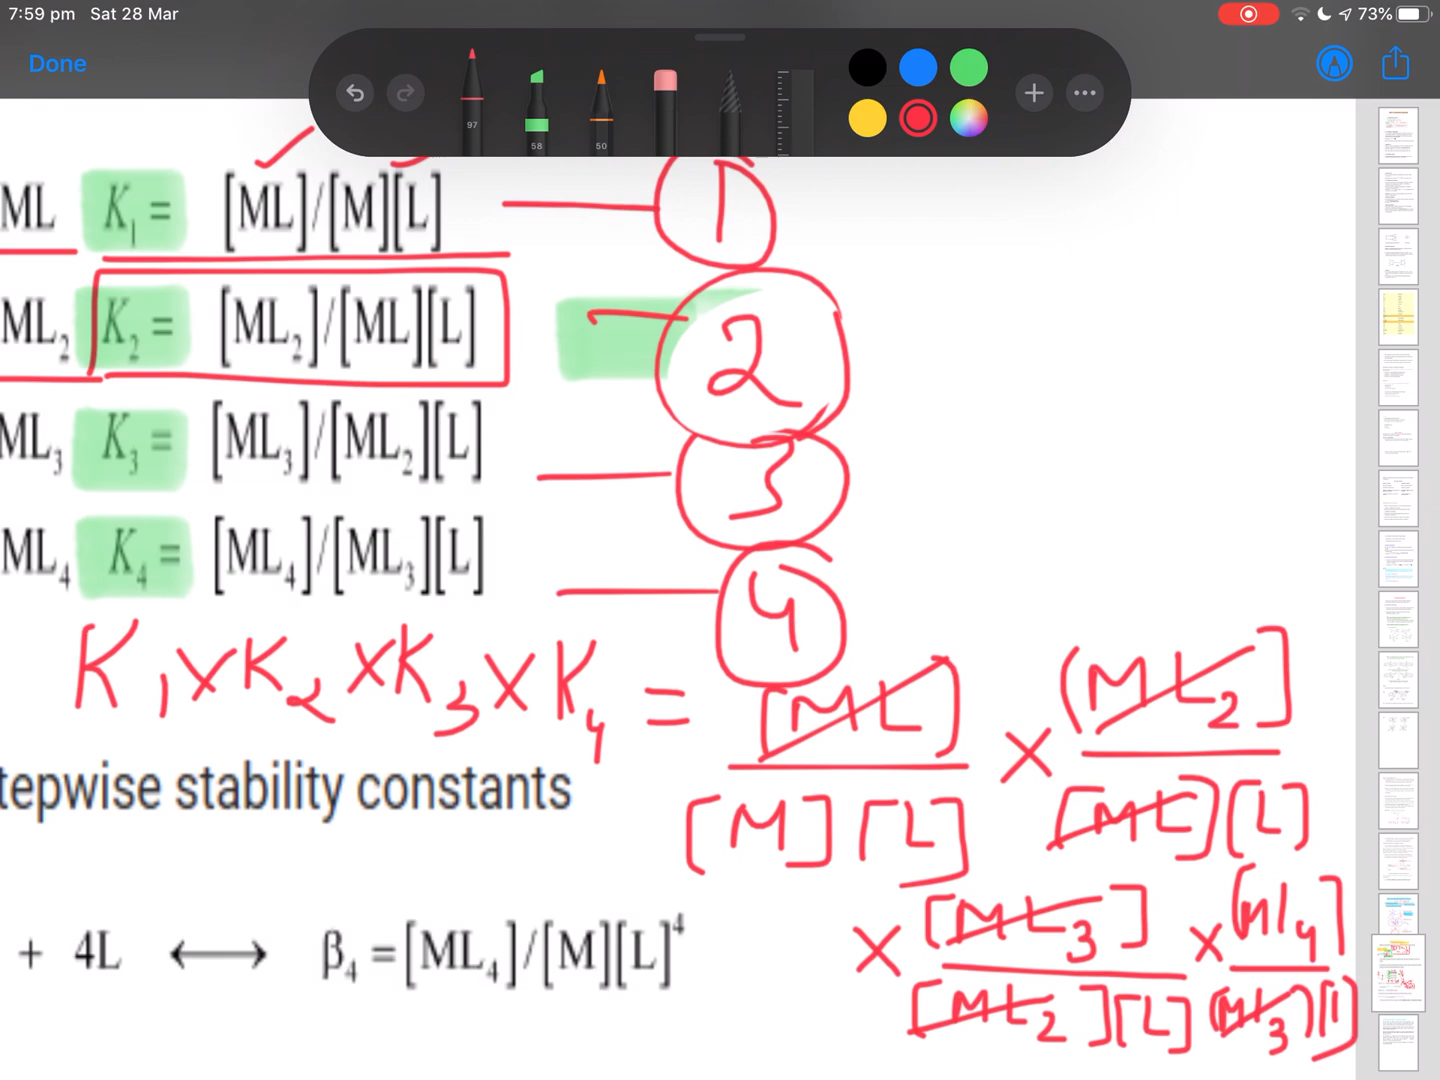 7:59 pm Sat 28 Mar 73%
Done
97 58 50
ML K₁ = [ML]/[M][L] 1
ML₂ K₂ = [ML₂]/[ML][L] 2
ML₃ K₃ = [ML₃]/[ML₂][L] 3
ML₄ K₄ = [ML₄]/[ML₃][L] 4
K₁ × K₂ × K₃ × K₄ = [ML] / [M][L] × [ML₂] / [ML][L]
× [ML₃] / [ML₂][L] × [ML₄] / [ML₃][L]
tepwise stability constants
+ 4L ⟷ β₄ = [ML₄]/[M][L]⁴